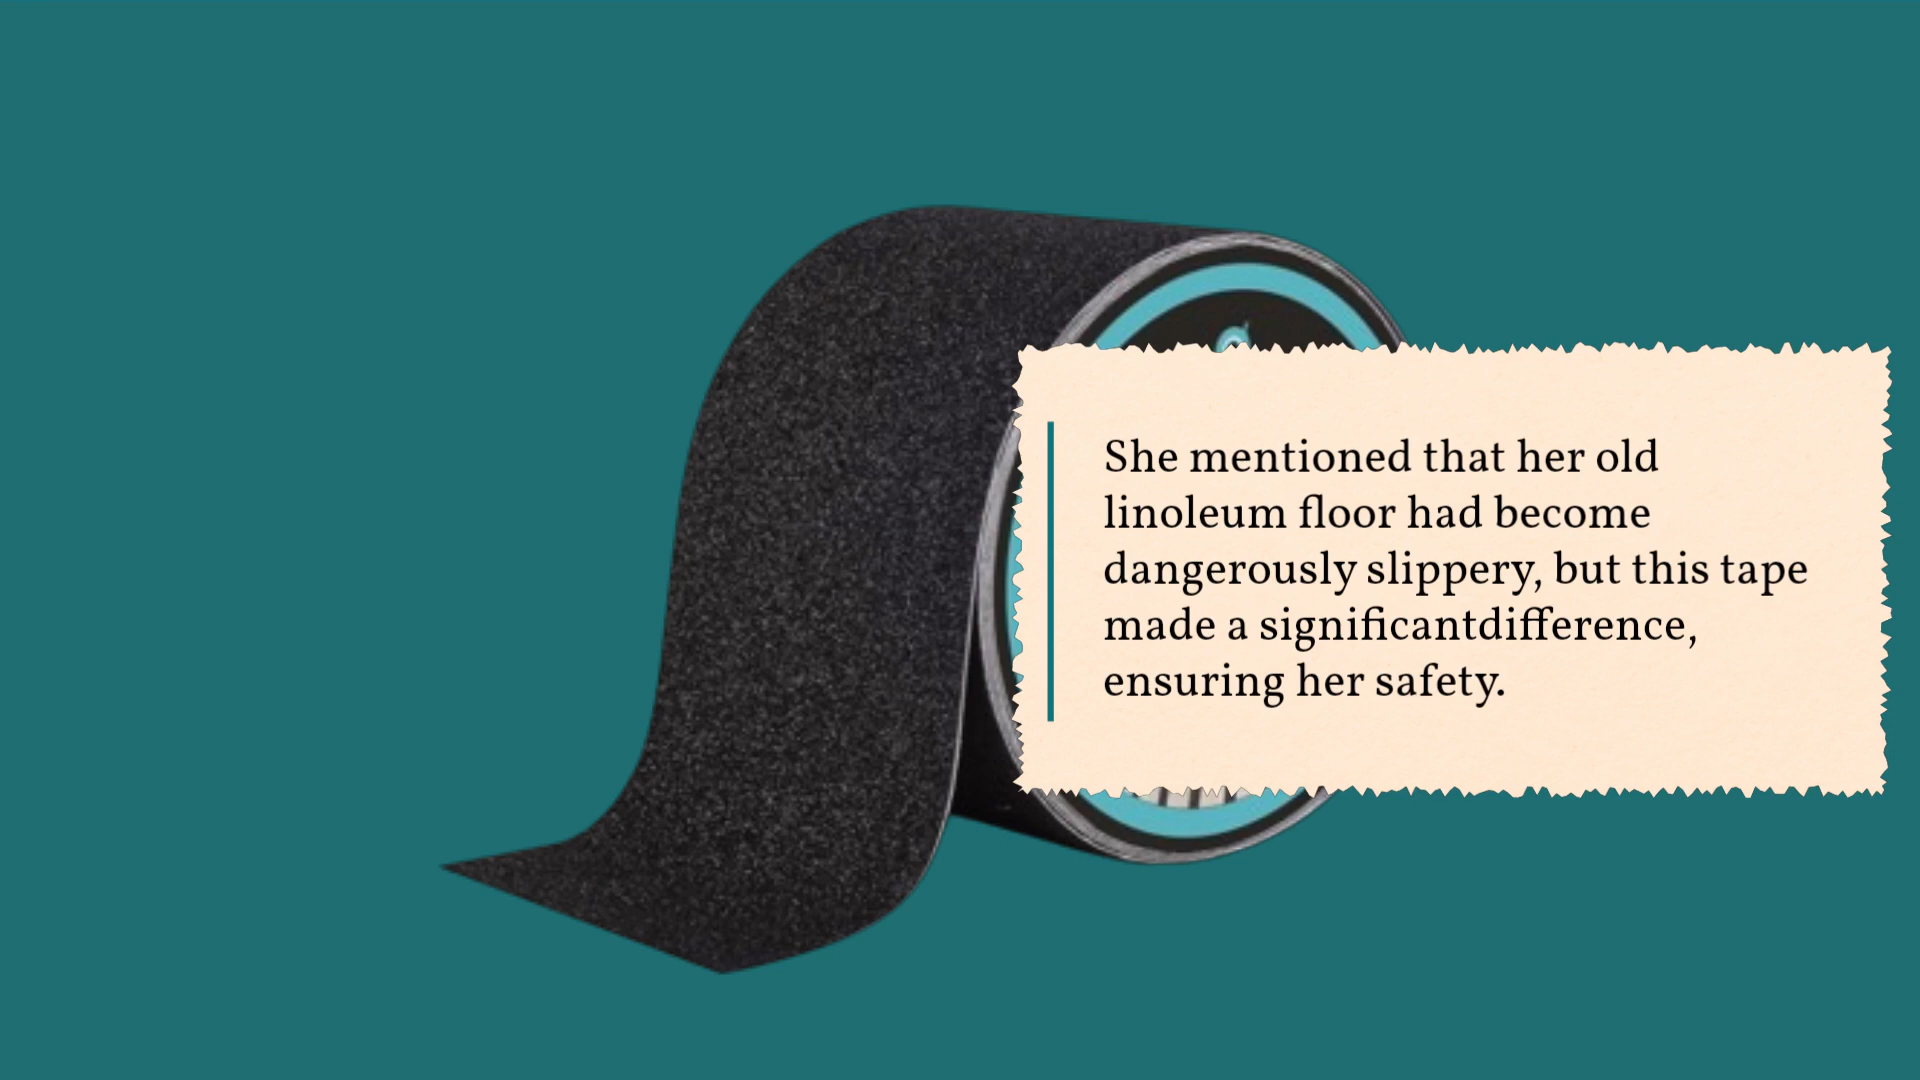 She mentioned that her old
linoleum floor had become
dangerously slippery, but this tape
made a significantdifference,
ensuring her safety.